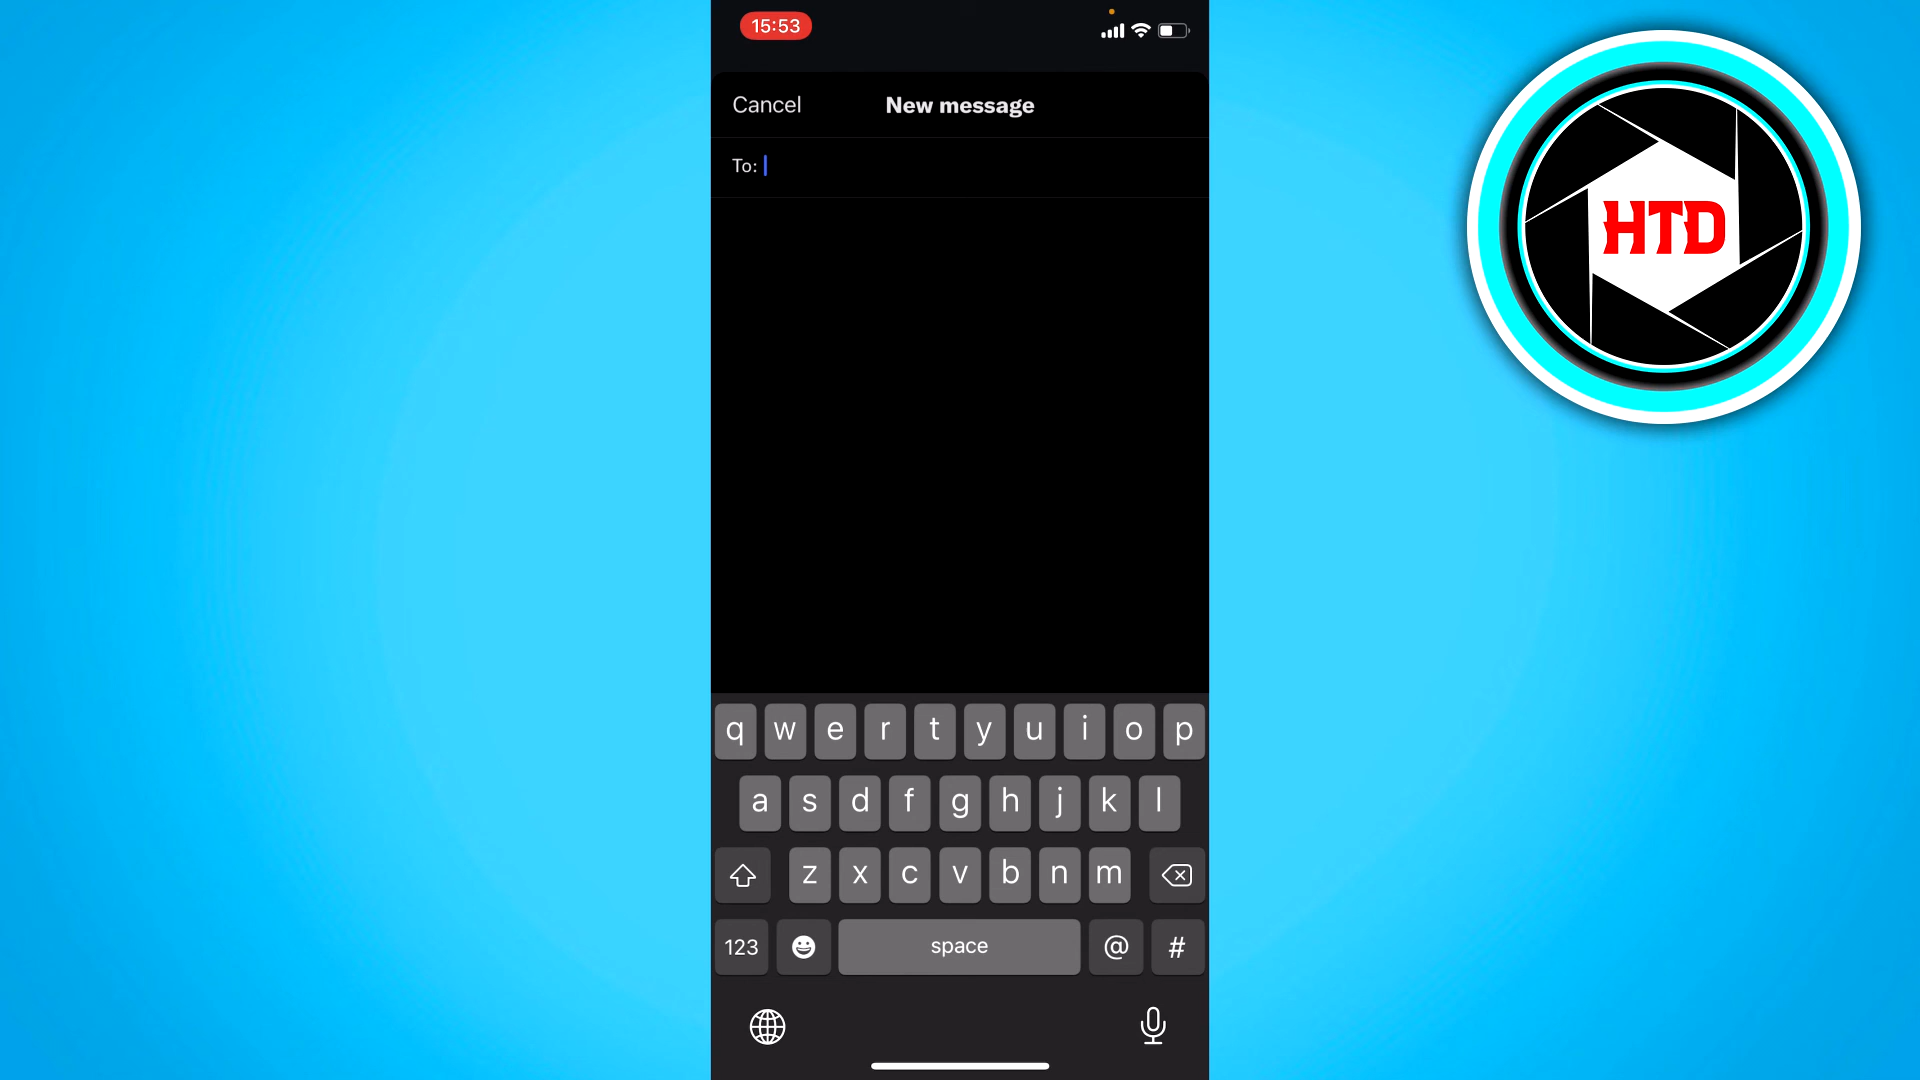 15:53
Cancel New message
To:
HTD
q w e r t y u i o p
a s d f g h j k l
z x c v b n m
123 space @ #